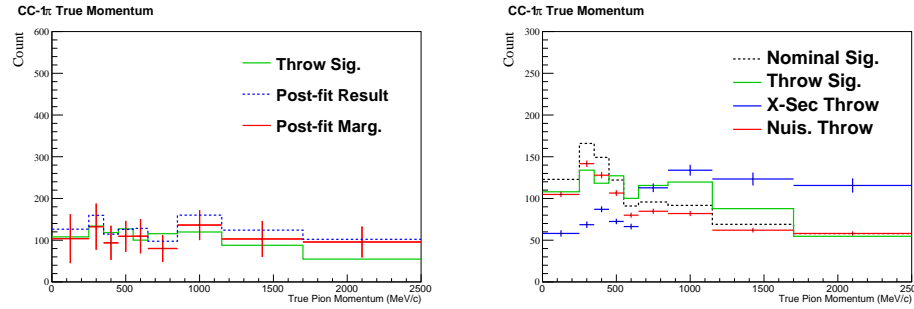 CC-1π True Momentum
Count
600
500
400
300
200
100
0
Throw Sig.
Post-fit Result
Post-fit Marg.
0 500 1000 1500 2000 2500
True Pion Momentum (MeV/c)
CC-1π True Momentum
Count
300
250
200
150
100
50
0
Nominal Sig.
Throw Sig.
X-Sec Throw
Nuis. Throw
0 500 1000 1500 2000 2500
True Pion Momentum (MeV/c)